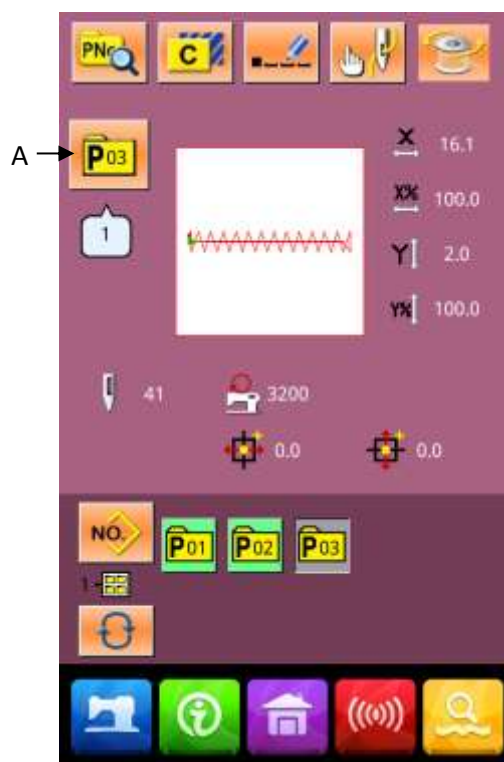 PNo
C
A
P03
X 16.1
1
X% 100.0
Y 2.0
Y% 100.0
41
3200
0.0
0.0
NO.
P01
P02
P03
1-
i